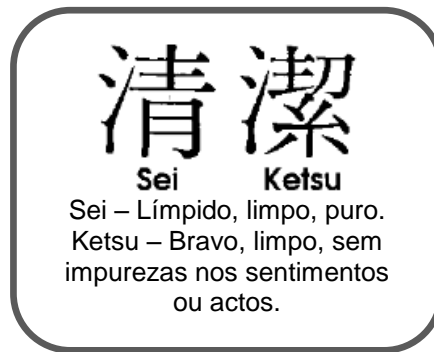 清 潔
Sei Ketsu
Sei – Límpido, limpo, puro.
Ketsu – Bravo, limpo, sem
impurezas nos sentimentos
ou actos.